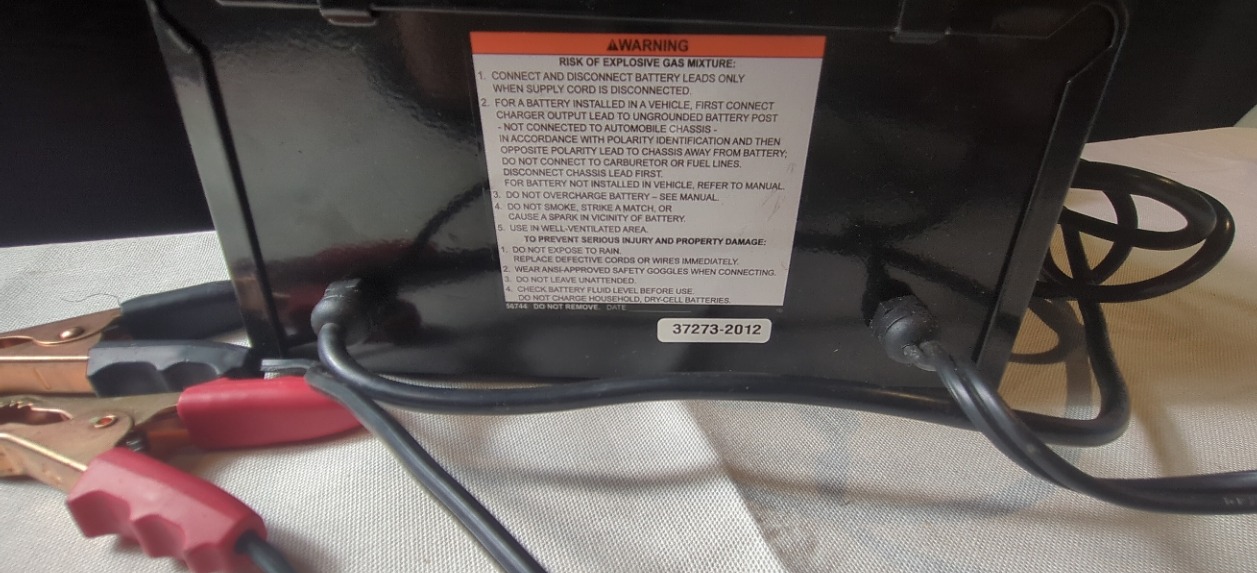 ⚠WARNING
RISK OF EXPLOSIVE GAS MIXTURE:
1. CONNECT AND DISCONNECT BATTERY LEADS ONLY
WHEN SUPPLY CORD IS DISCONNECTED.
2. FOR A BATTERY INSTALLED IN A VEHICLE, FIRST CONNECT
CHARGER OUTPUT LEAD TO UNGROUNDED BATTERY POST
- NOT CONNECTED TO AUTOMOBILE CHASSIS -
IN ACCORDANCE WITH POLARITY IDENTIFICATION AND THEN
OPPOSITE POLARITY LEAD TO CHASSIS AWAY FROM BATTERY;
DO NOT CONNECT TO CARBURETOR OR FUEL LINES.
DISCONNECT CHASSIS LEAD FIRST.
FOR BATTERY NOT INSTALLED IN VEHICLE, REFER TO MANUAL.
3. DO NOT OVERCHARGE BATTERY – SEE MANUAL.
4. DO NOT SMOKE, STRIKE A MATCH, OR
CAUSE A SPARK IN VICINITY OF BATTERY.
5. USE IN WELL-VENTILATED AREA.
TO PREVENT SERIOUS INJURY AND PROPERTY DAMAGE:
1. DO NOT EXPOSE TO RAIN.
REPLACE DEFECTIVE CORDS OR WIRES IMMEDIATELY.
2. WEAR ANSI-APPROVED SAFETY GOGGLES WHEN CONNECTING.
3. DO NOT LEAVE UNATTENDED.
4. CHECK BATTERY FLUID LEVEL BEFORE USE.
DO NOT CHARGE HOUSEHOLD, DRY-CELL BATTERIES.
56744 DO NOT REMOVE. DATE
37273-2012